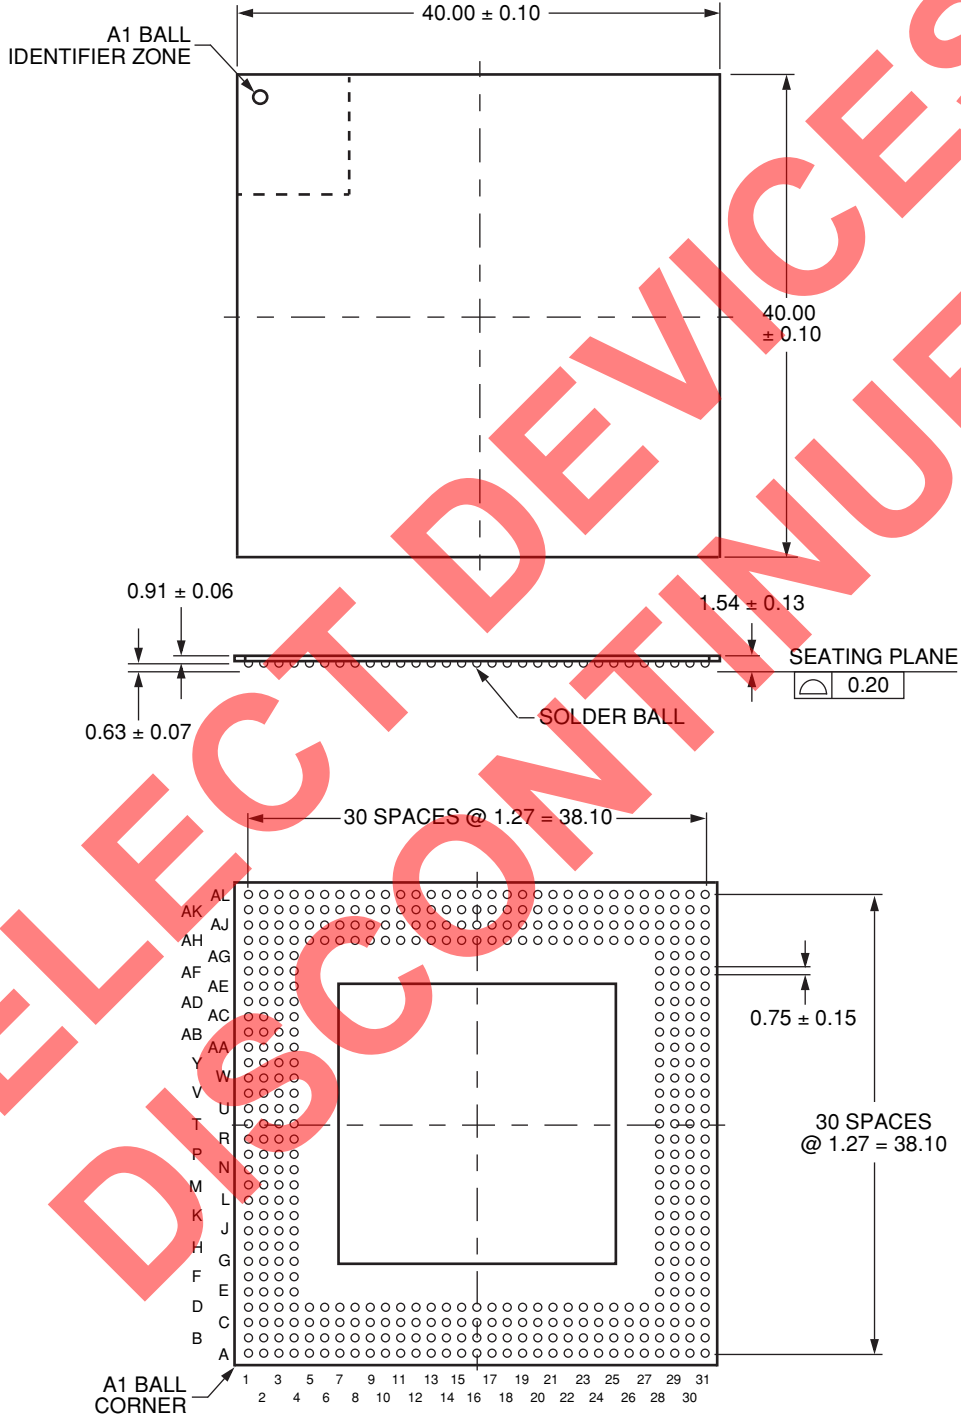 40.00 ± 0.10
A1 BALL
IDENTIFIER ZONE
40.00
± 0.10
0.91 ± 0.06
1.54 ± 0.13
SEATING PLANE
0.20
SOLDER BALL
0.63 ± 0.07
30 SPACES @ 1.27 = 38.10
AL
AK
AJ
AH
AG
AF
AE
AD
AC
AB
AA
Y
W
V
U
T
R
P
N
M
L
K
J
H
G
F
E
D
C
B
A
0.75 ± 0.15
30 SPACES
@ 1.27 = 38.10
1 3 5 7 9 11 13 15 17 19 21 23 25 27 29 31
2 4 6 8 10 12 14 16 18 20 22 24 26 28 30
A1 BALL
CORNER
ELECT DEVICES
DISCONTINUE